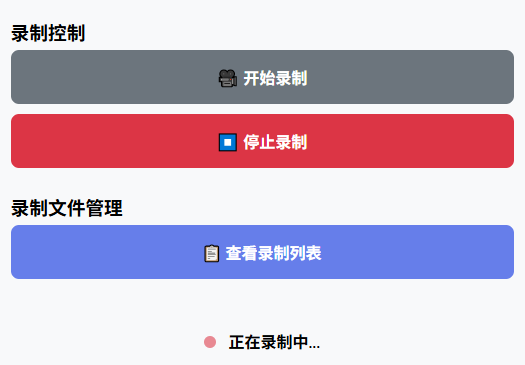 录制控制
🎥 开始录制
⏹️ 停止录制
录制文件管理
📋 查看录制列表
正在录制中...